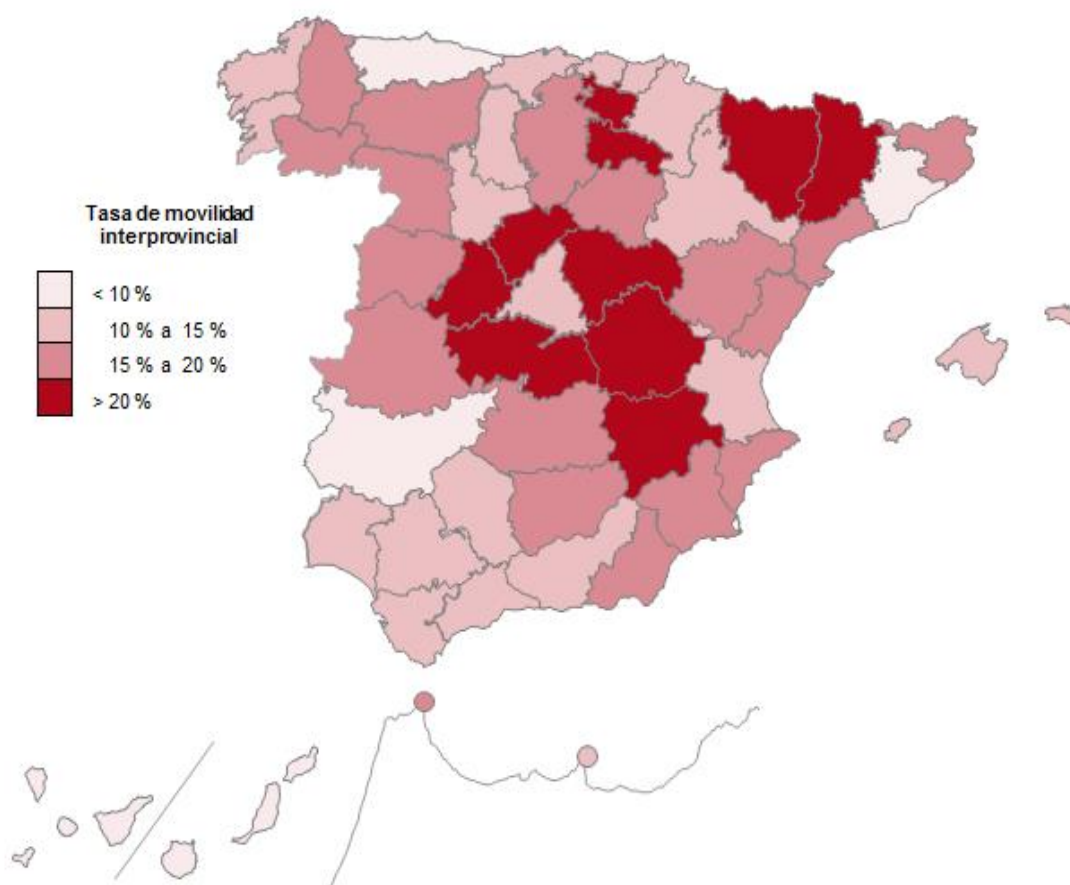 Tasa de movilidad
interprovincial
< 10 %
10 % a 15 %
15 % a 20 %
> 20 %